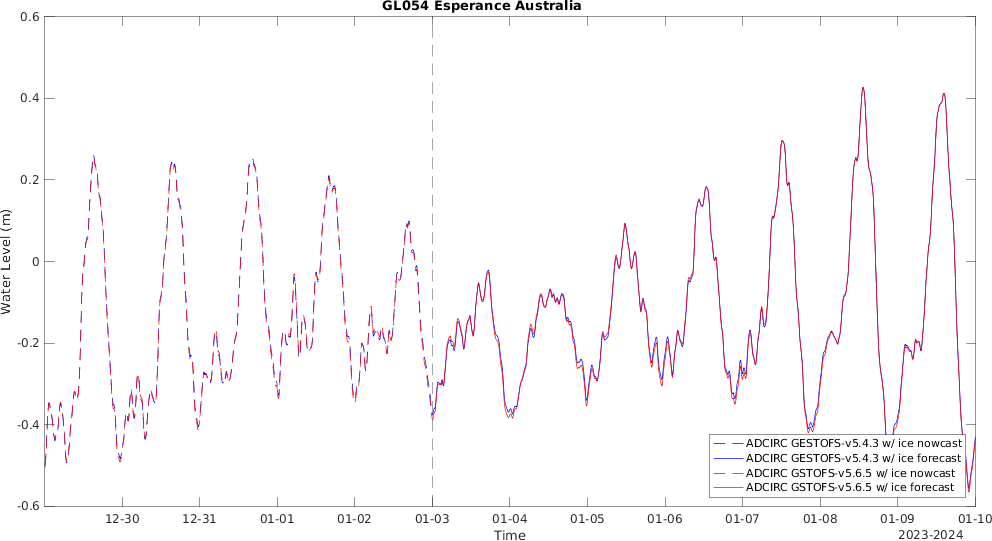 GL054 Esperance Australia
0.6
0.4
0.2
0
-0.2
-0.4
-0.6
Water Level (m)
ADCIRC GESTOFS-v5.4.3 w/ ice nowcast
ADCIRC GESTOFS-v5.4.3 w/ ice forecast
ADCIRC GSTOFS-v5.6.5 w/ ice nowcast
ADCIRC GSTOFS-v5.6.5 w/ ice forecast
12-30 12-31 01-01 01-02 01-03 01-04 01-05 01-06 01-07 01-08 01-09 01-10
Time
2023-2024